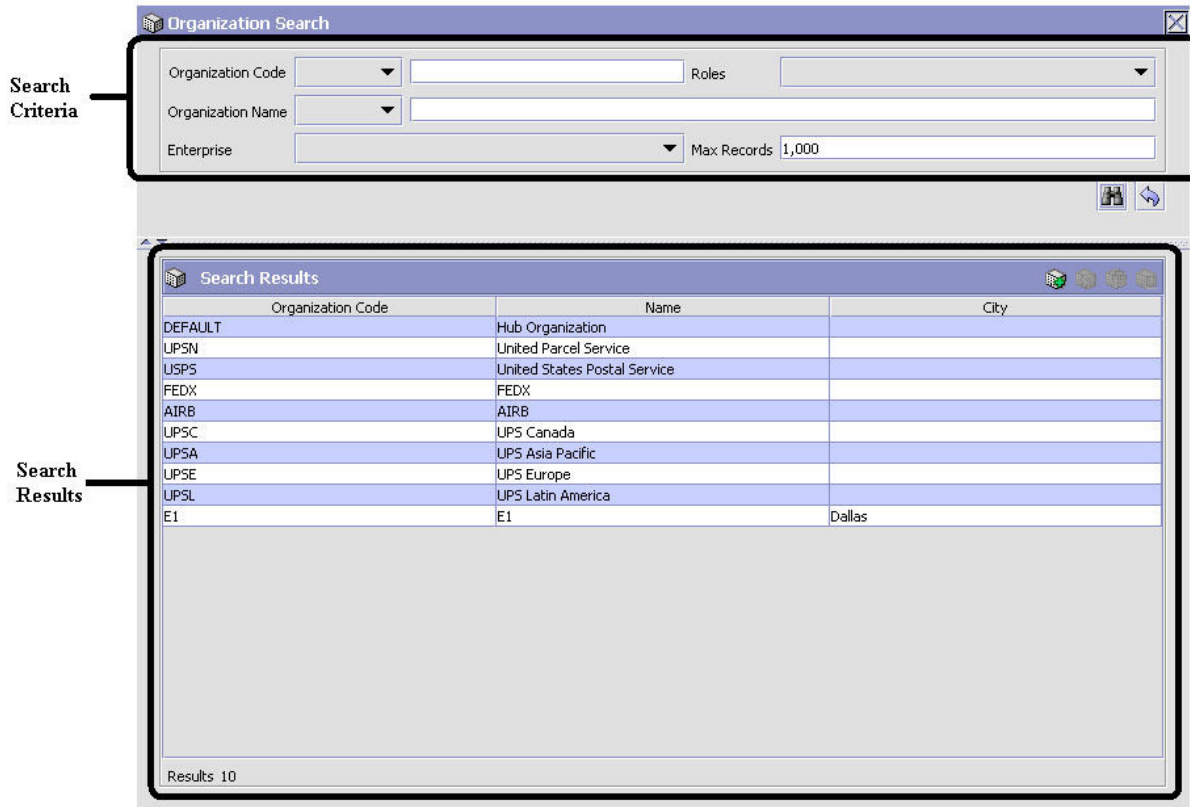 Organization Search
Search
Criteria
Organization Code
Roles
Organization Name
Enterprise
Max Records 1,000
Search Results
Organization Code Name City
DEFAULT Hub Organization
UPSN United Parcel Service
USPS United States Postal Service
FEDX FEDX
AIRB AIRB
UPSC UPS Canada
UPSA UPS Asia Pacific
UPSE UPS Europe
UPSL UPS Latin America
E1 E1 Dallas
Search
Results
Results 10